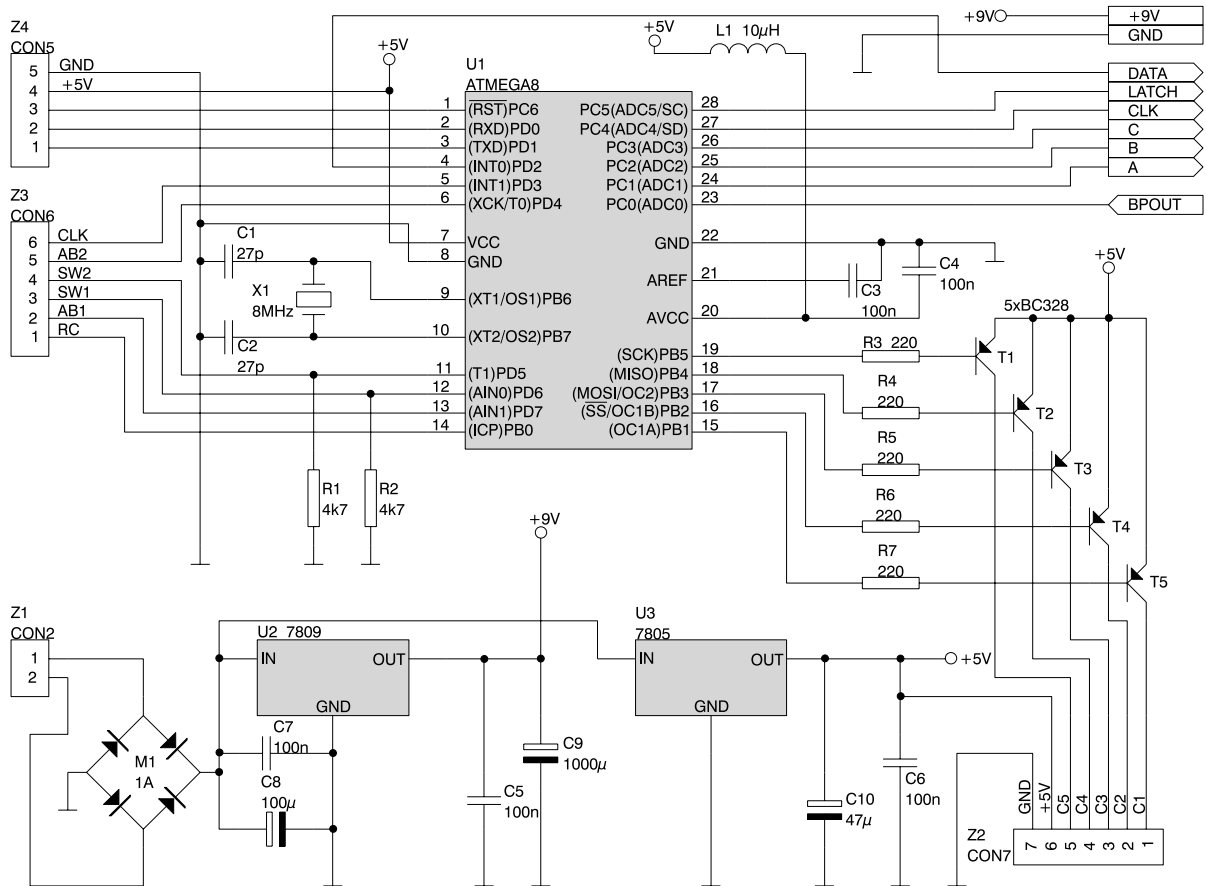 Z4
CON5
5 GND
4 +5V
3
2
1
+5V
U1
ATMEGA8
1 (RST)PC6
2 (RXD)PD0
3 (TXD)PD1
4 (INT0)PD2
5 (INT1)PD3
6 (XCK/T0)PD4
7 VCC
8 GND
9 (XT1/OS1)PB6
10 (XT2/OS2)PB7
11 (T1)PD5
12 (AIN0)PD6
13 (AIN1)PD7
14 (ICP)PB0
PC5(ADC5/SC) 28
PC4(ADC4/SD) 27
PC3(ADC3) 26
PC2(ADC2) 25
PC1(ADC1) 24
PC0(ADC0) 23
GND 22
AREF 21
AVCC 20
(SCK)PB5 19
(MISO)PB4 18
(MOSI/OC2)PB3 17
(SS/OC1B)PB2 16
(OC1A)PB1 15
+5V
L1 10µH
+9V
+9V
GND
DATA
LATCH
CLK
C
B
A
BPOUT
Z3
CON6
6 CLK
5 AB2
4 SW2
3 SW1
2 AB1
1 RC
C1
27p
X1
8MHz
C2
27p
R1
4k7
R2
4k7
C3
100n
C4
100n
+5V
5xBC328
R3 220
T1
R4
220
T2
R5
220
T3
R6
220
T4
R7
220
T5
Z1
CON2
1
2
M1
1A
U2 7809
IN OUT
GND
C7
100n
C8
100µ
+9V
C5
100n
C9
1000µ
U3
7805
IN OUT
GND
+5V
C10
47µ
C6
100n
Z2
CON7
GND
+5V
C5
C4
C3
C2
C1
7 6 5 4 3 2 1